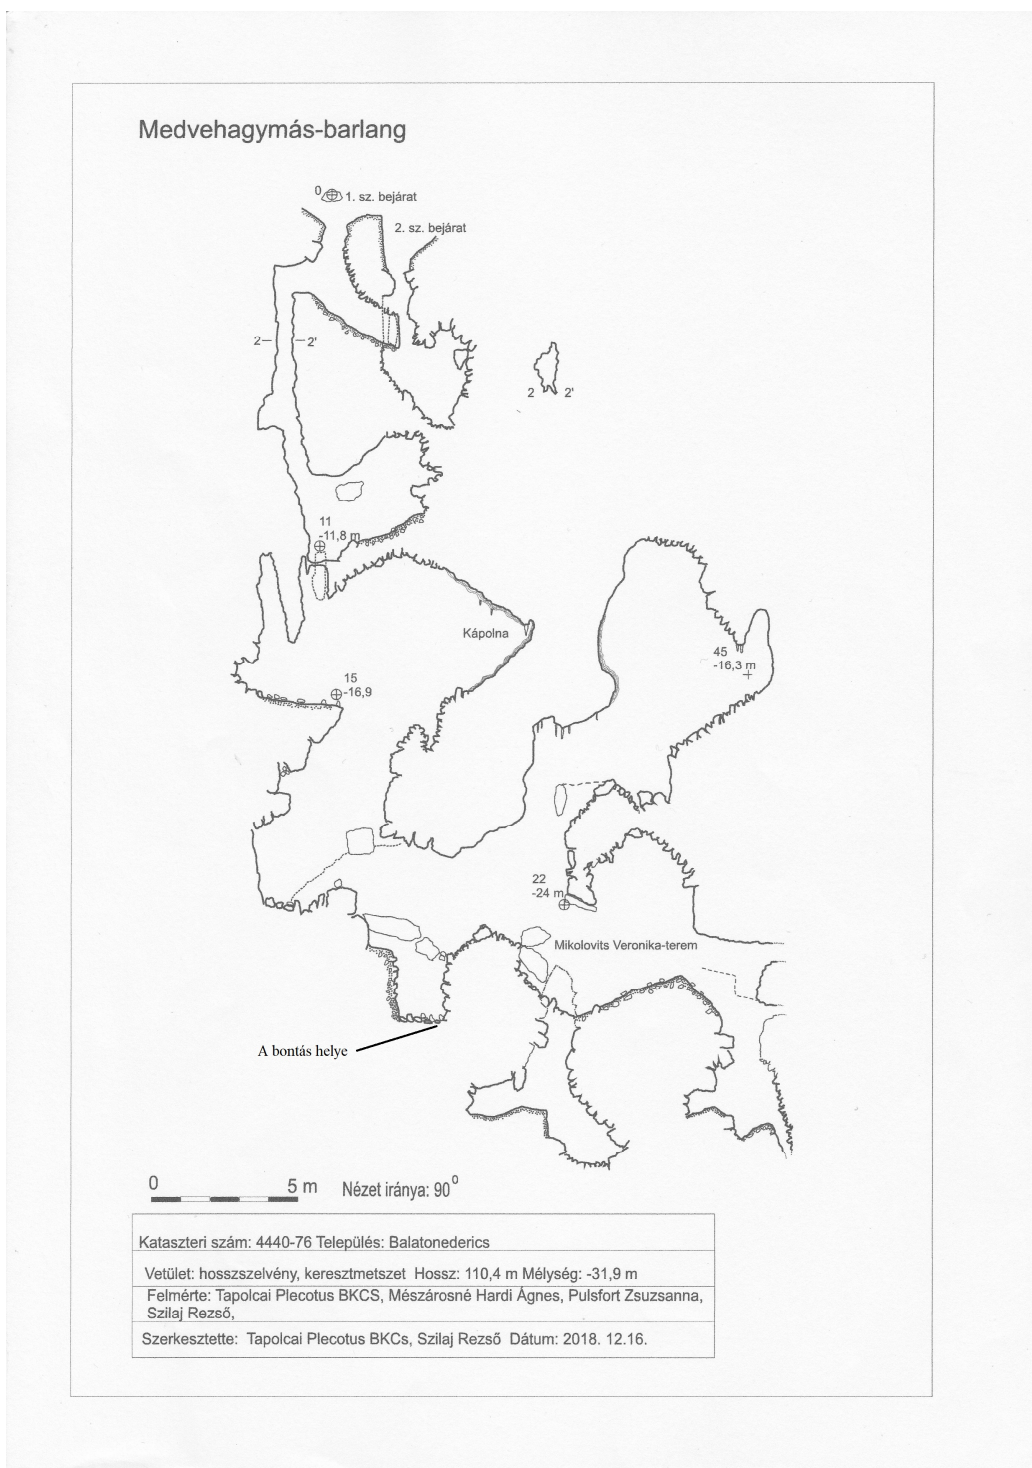 Medvehagymás-barlang
0 1. sz. bejárat
2. sz. bejárat
2 2'
2 2'
11
-11,8 m
Kápolna
45
-16,3 m
15
-16,9
22
-24 m
Mikolovits Veronika-terem
A bontás helye
0 5 m Nézet iránya: 90°
Kataszteri szám: 4440-76 Település: Balatonederics
Vetület: hosszszelvény, keresztmetszet Hossz: 110,4 m Mélység: -31,9 m
Felmérte: Tapolcai Plecotus BKCS, Mészárosné Hardi Ágnes, Pulsfort Zsuzsanna,
Szilaj Rezső,
Szerkesztette: Tapolcai Plecotus BKCs, Szilaj Rezső Dátum: 2018. 12.16.